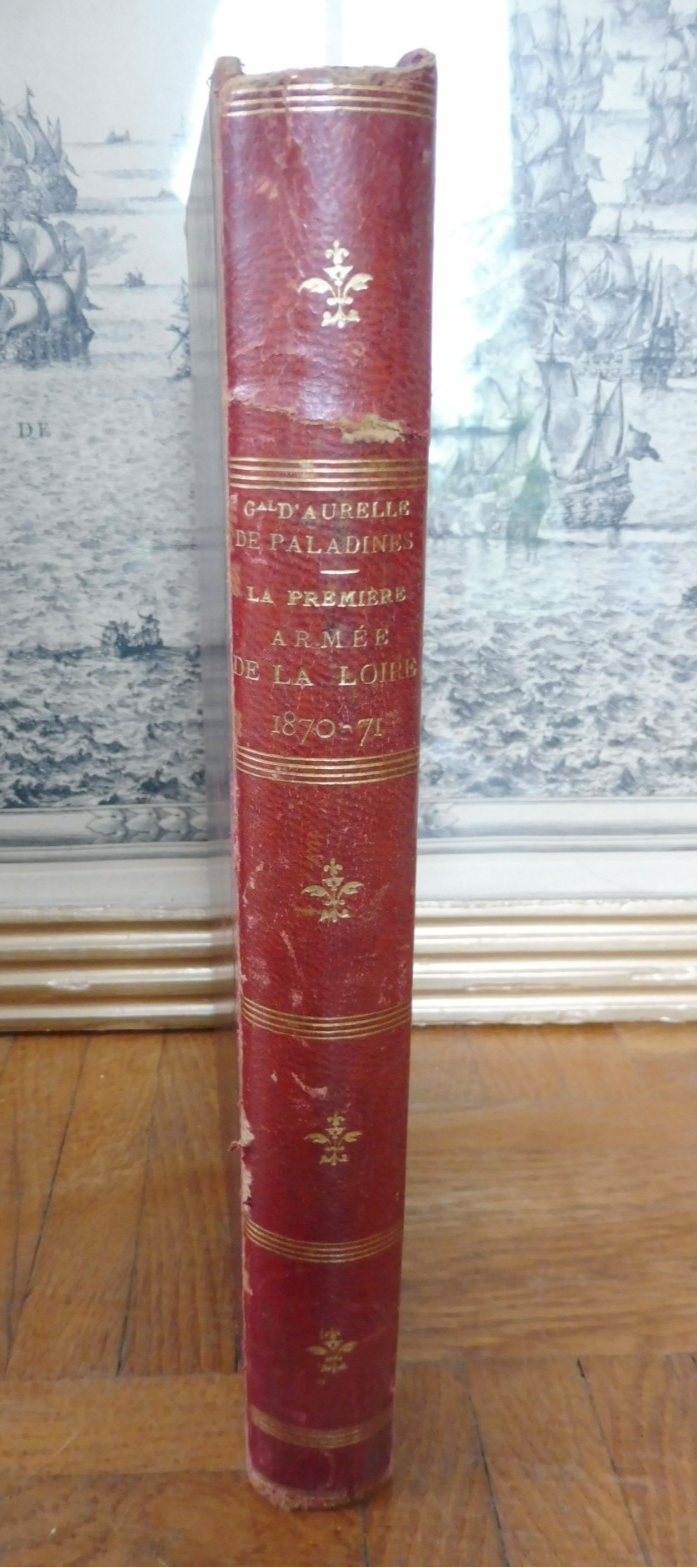 DE
GAL D'AURELLE
DE PALADINES
LA PREMIÈRE
ARMÉE
DE LA LOIRE
1870-71